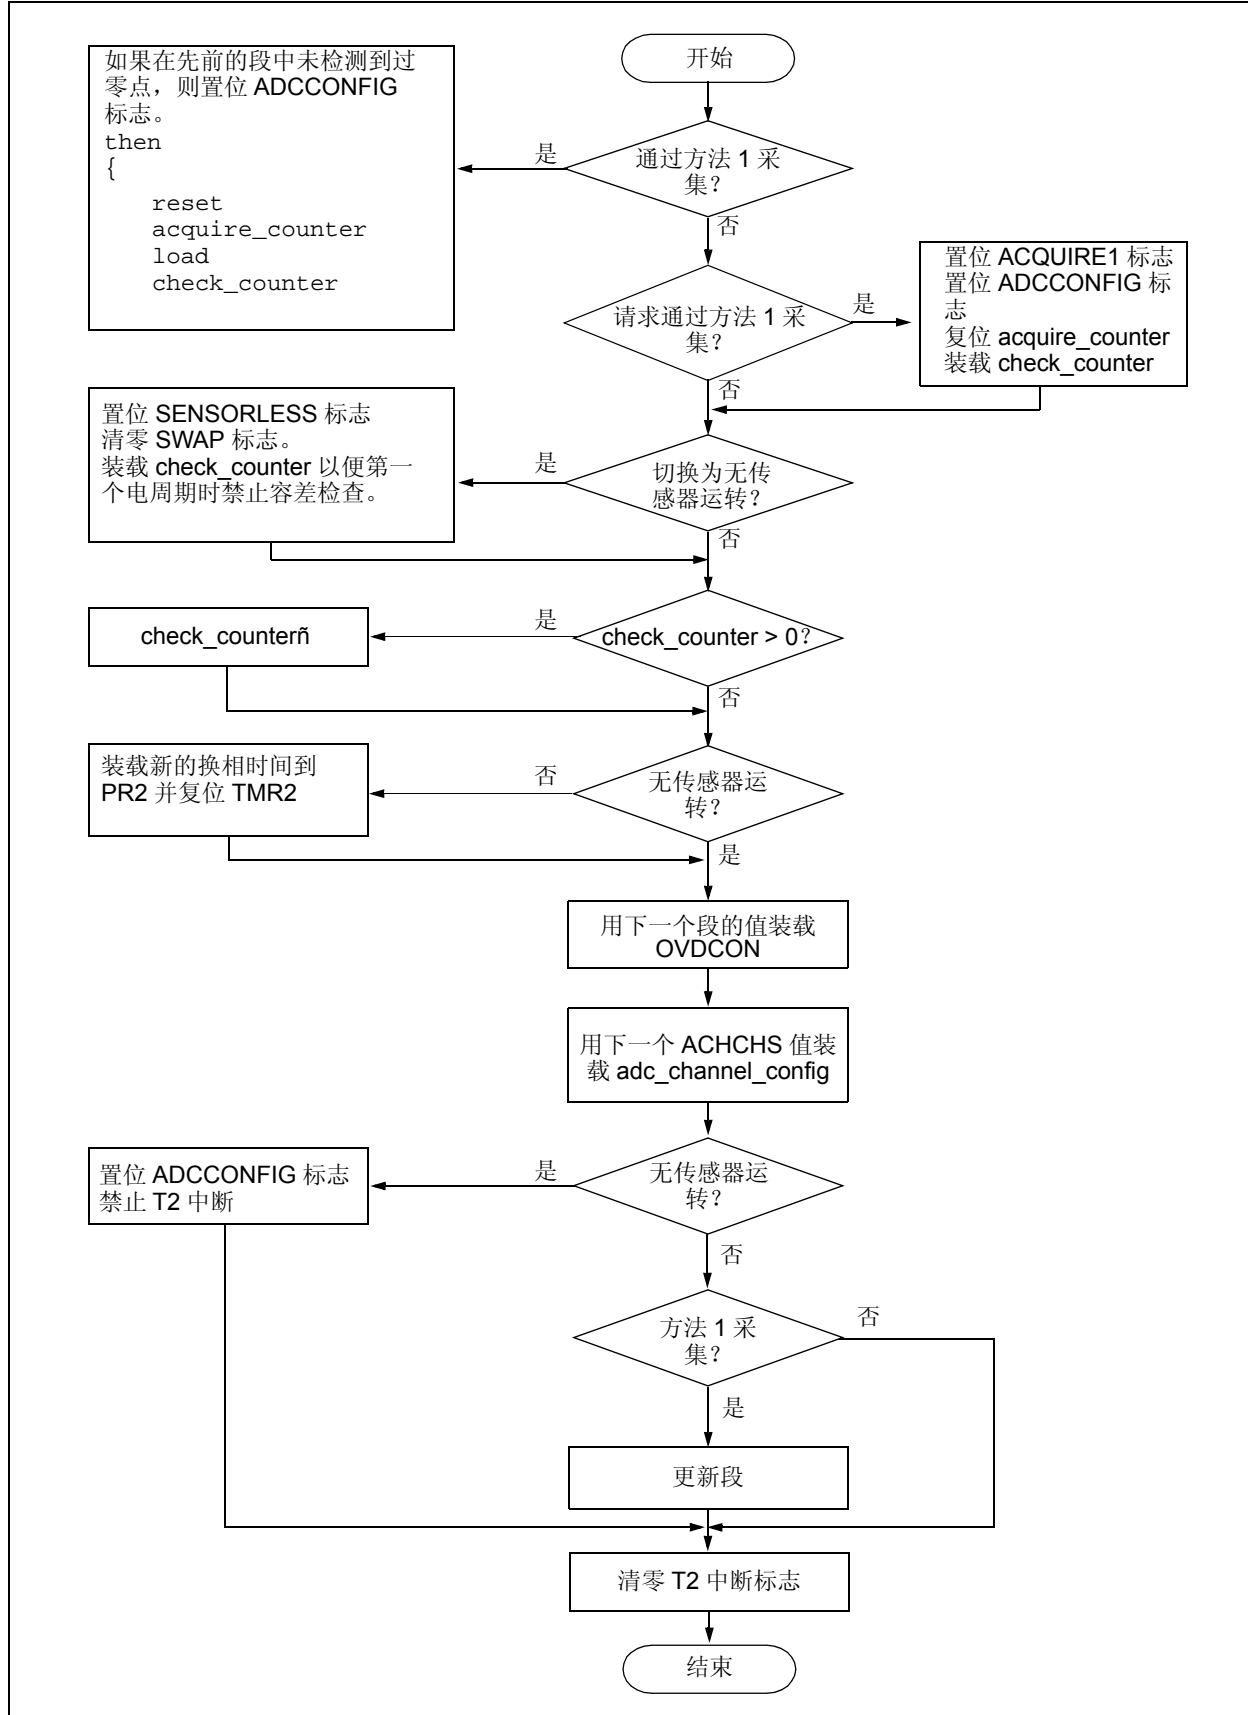 开始
如果在先前的段中未检测到过
零点，则置位 ADCCONFIG
标志。
then
{
reset
acquire_counter
load
check_counter
是
通过方法 1 采
集？
否
请求通过方法 1 采
集？
是
置位 ACQUIRE1 标志
置位 ADCCONFIG 标
志
复位 acquire_counter
装载 check_counter
否
置位 SENSORLESS 标志
清零 SWAP 标志。
装载 check_counter 以便第一
个电周期时禁止容差检查。
是
切换为无传
感器运转？
否
check_counterñ
是
check_counter > 0？
否
装载新的换相时间到
PR2 并复位 TMR2
否
无传感器运
转？
是
用下一个段的值装载
OVDCON
用下一个 ACHCHS 值装
载 adc_channel_config
置位 ADCCONFIG 标志
禁止 T2 中断
是
无传感器运
转？
否
方法 1 采
集？
否
是
更新段
清零 T2 中断标志
结束